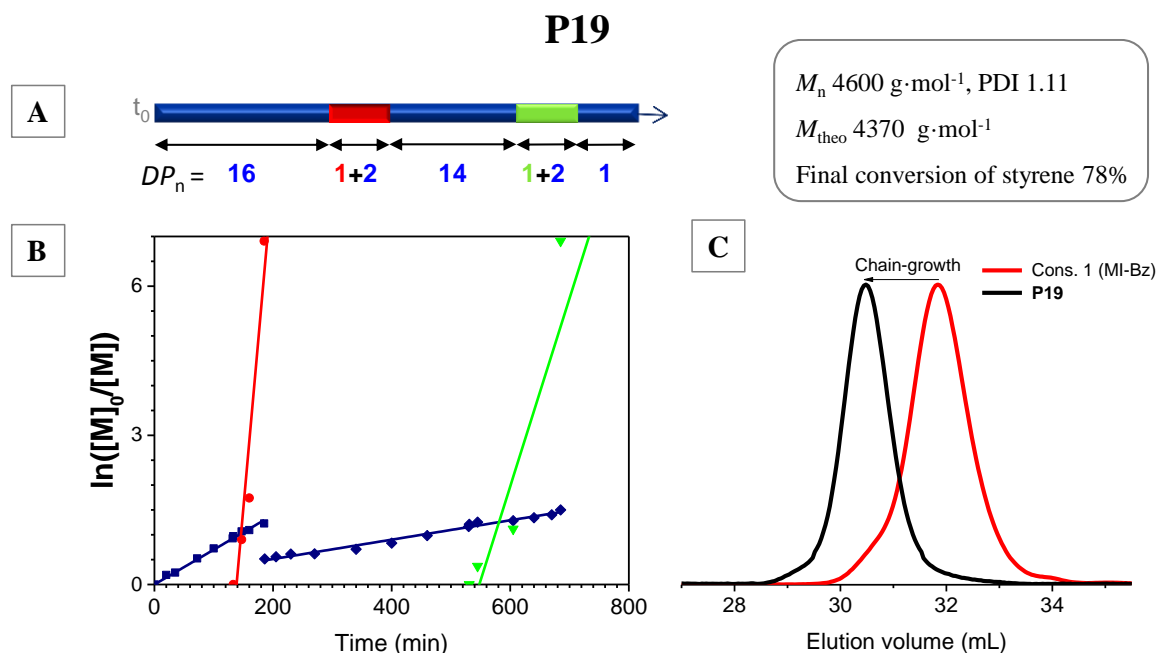 P19
A
t0
DPn = 16 1+2 14 1+2 1
Mn 4600 g·mol-1, PDI 1.11
Mtheo 4370 g·mol-1
Final conversion of styrene 78%
B
ln([M]0/[M])
6
3
0
0 200 400 600 800
Time (min)
C
Chain-growth
Cons. 1 (MI-Bz)
P19
28 30 32 34
Elution volume (mL)